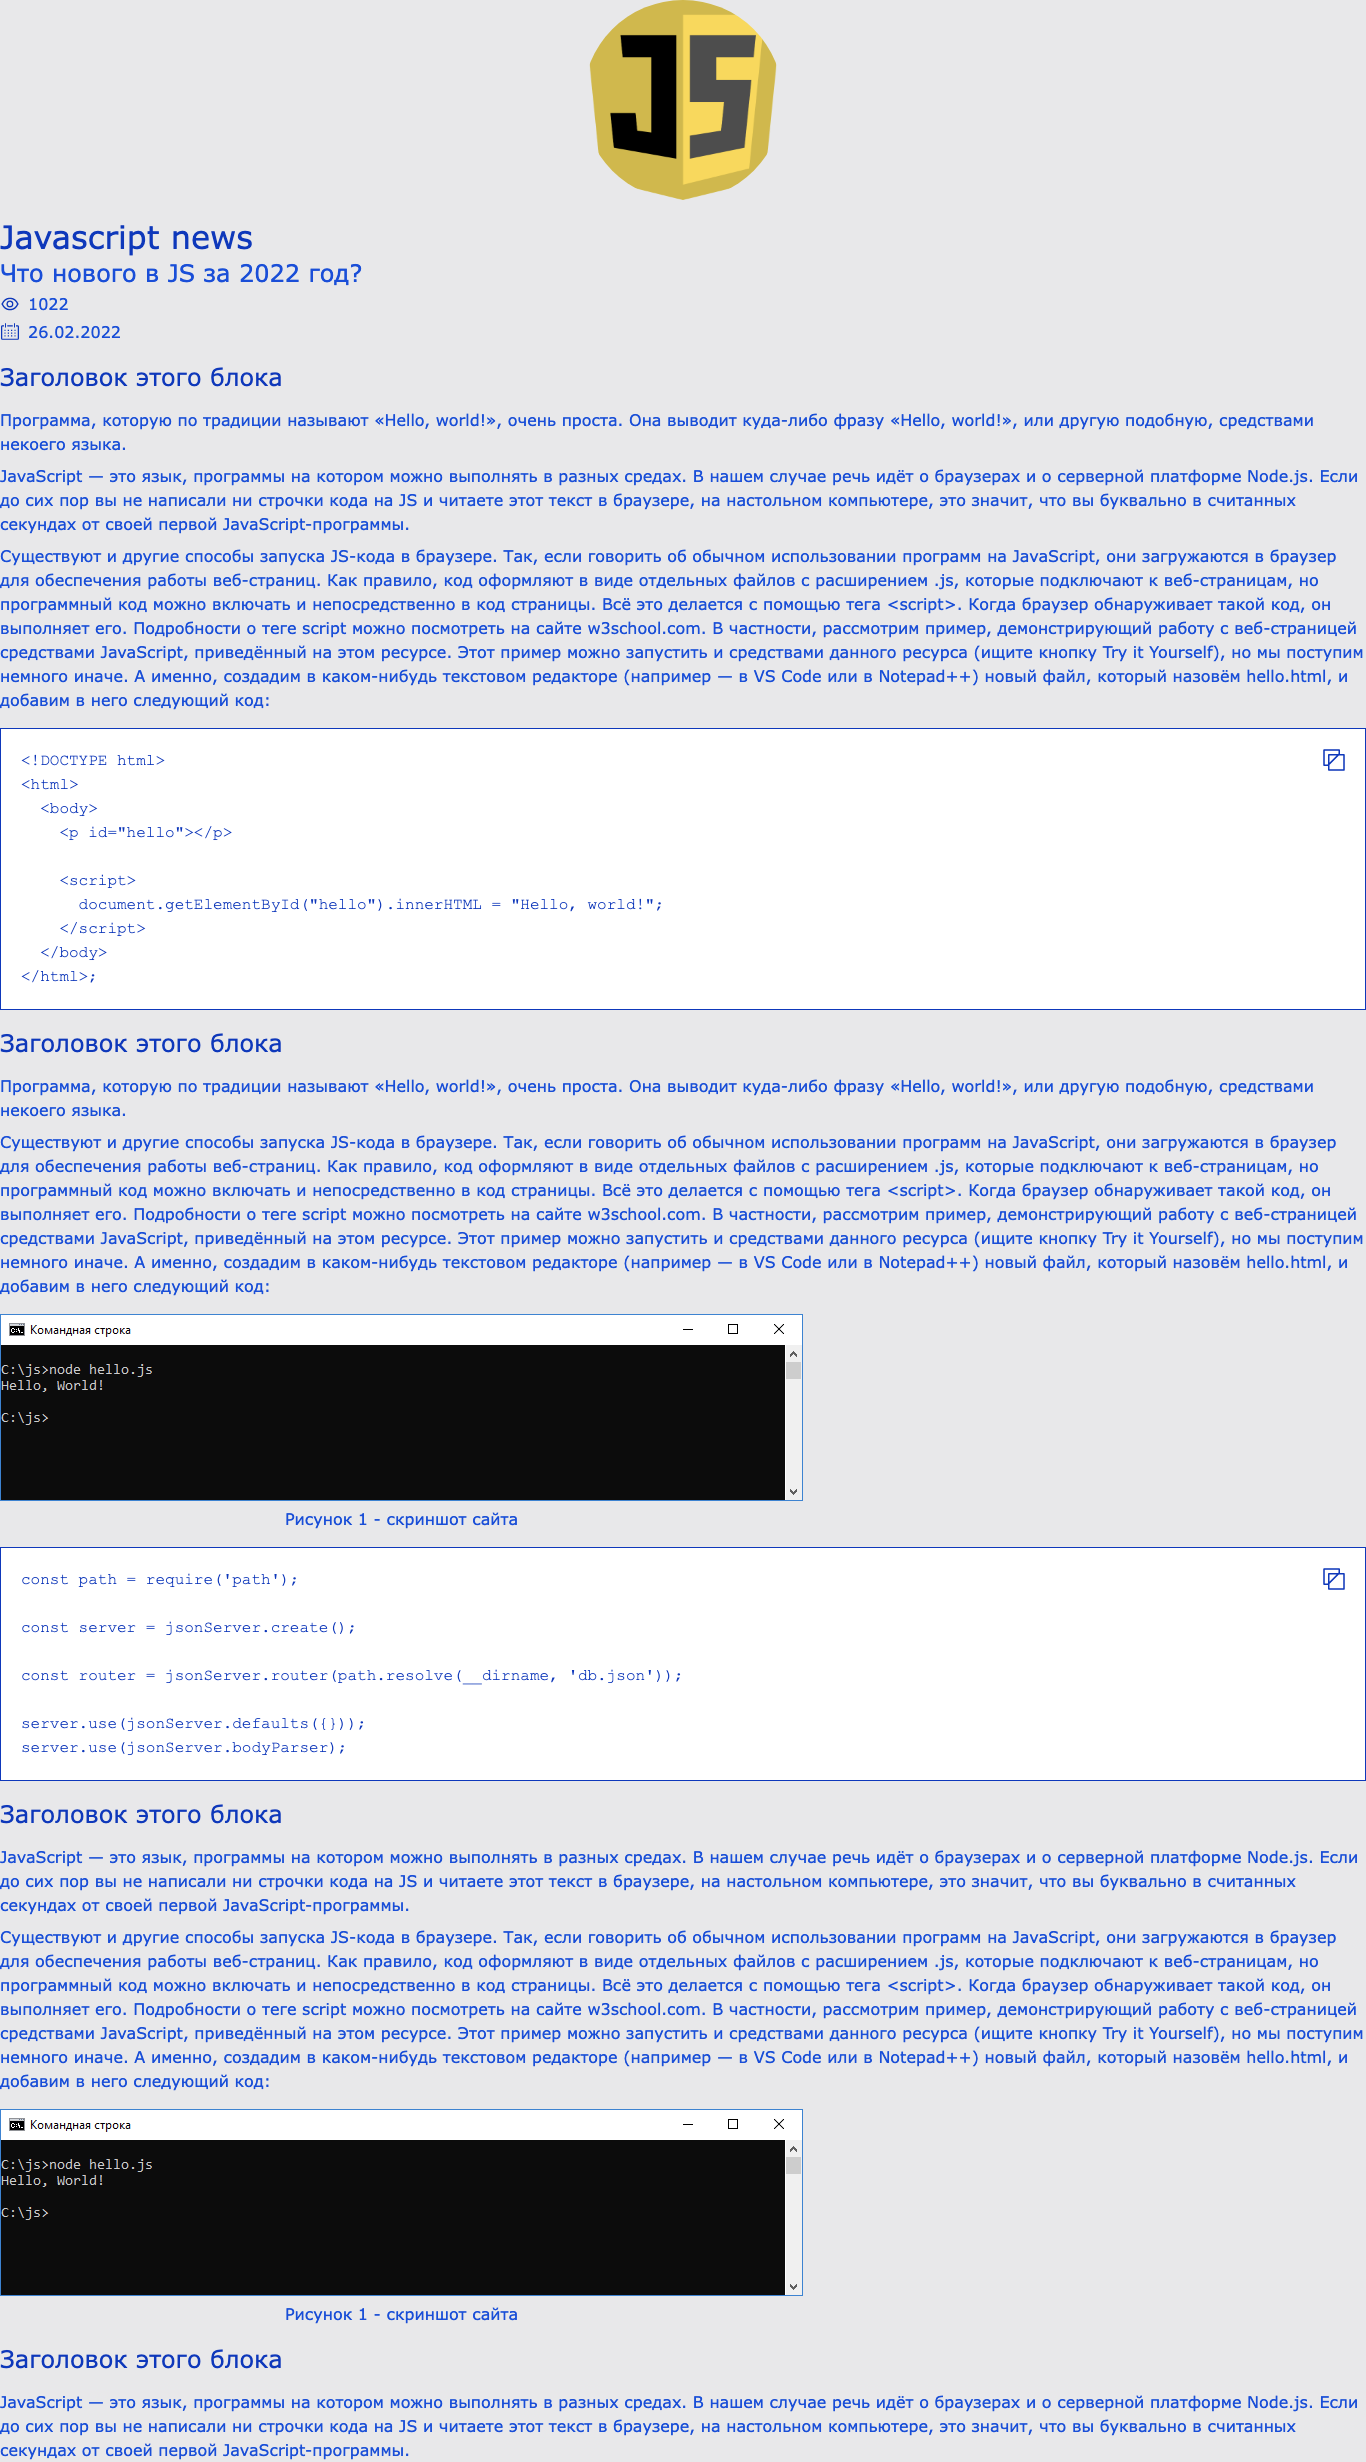 JS
Javascript news
Что нового в JS за 2022 год?
1022
26.02.2022
Заголовок этого блока
Программа, которую по традиции называют «Hello, world!», очень проста. Она выводит куда-либо фразу «Hello, world!», или другую подобную, средствами
некоего языка.
JavaScript — это язык, программы на котором можно выполнять в разных средах. В нашем случае речь идёт о браузерах и о серверной платформе Node.js. Если
до сих пор вы не написали ни строчки кода на JS и читаете этот текст в браузере, на настольном компьютере, это значит, что вы буквально в считанных
секундах от своей первой JavaScript-программы.
Существуют и другие способы запуска JS-кода в браузере. Так, если говорить об обычном использовании программ на JavaScript, они загружаются в браузер
для обеспечения работы веб-страниц. Как правило, код оформляют в виде отдельных файлов с расширением .js, которые подключают к веб-страницам, но
программный код можно включать и непосредственно в код страницы. Всё это делается с помощью тега <script>. Когда браузер обнаруживает такой код, он
выполняет его. Подробности о теге script можно посмотреть на сайте w3school.com. В частности, рассмотрим пример, демонстрирующий работу с веб-страницей
средствами JavaScript, приведённый на этом ресурсе. Этот пример можно запустить и средствами данного ресурса (ищите кнопку Try it Yourself), но мы поступим
немного иначе. А именно, создадим в каком-нибудь текстовом редакторе (например — в VS Code или в Notepad++) новый файл, который назовём hello.html, и
добавим в него следующий код:
<!DOCTYPE html>
<html>
  <body>
    <p id="hello"></p>

    <script>
      document.getElementById("hello").innerHTML = "Hello, world!";
    </script>
  </body>
</html>;
Заголовок этого блока
Программа, которую по традиции называют «Hello, world!», очень проста. Она выводит куда-либо фразу «Hello, world!», или другую подобную, средствами
некоего языка.
Существуют и другие способы запуска JS-кода в браузере. Так, если говорить об обычном использовании программ на JavaScript, они загружаются в браузер
для обеспечения работы веб-страниц. Как правило, код оформляют в виде отдельных файлов с расширением .js, которые подключают к веб-страницам, но
программный код можно включать и непосредственно в код страницы. Всё это делается с помощью тега <script>. Когда браузер обнаруживает такой код, он
выполняет его. Подробности о теге script можно посмотреть на сайте w3school.com. В частности, рассмотрим пример, демонстрирующий работу с веб-страницей
средствами JavaScript, приведённый на этом ресурсе. Этот пример можно запустить и средствами данного ресурса (ищите кнопку Try it Yourself), но мы поступим
немного иначе. А именно, создадим в каком-нибудь текстовом редакторе (например — в VS Code или в Notepad++) новый файл, который назовём hello.html, и
добавим в него следующий код:
Командная строка
C:\js>node hello.js
Hello, World!
C:\js>
Рисунок 1 - скриншот сайта
const path = require('path');

const server = jsonServer.create();

const router = jsonServer.router(path.resolve(__dirname, 'db.json'));

server.use(jsonServer.defaults({}));
server.use(jsonServer.bodyParser);
Заголовок этого блока
JavaScript — это язык, программы на котором можно выполнять в разных средах. В нашем случае речь идёт о браузерах и о серверной платформе Node.js. Если
до сих пор вы не написали ни строчки кода на JS и читаете этот текст в браузере, на настольном компьютере, это значит, что вы буквально в считанных
секундах от своей первой JavaScript-программы.
Существуют и другие способы запуска JS-кода в браузере. Так, если говорить об обычном использовании программ на JavaScript, они загружаются в браузер
для обеспечения работы веб-страниц. Как правило, код оформляют в виде отдельных файлов с расширением .js, которые подключают к веб-страницам, но
программный код можно включать и непосредственно в код страницы. Всё это делается с помощью тега <script>. Когда браузер обнаруживает такой код, он
выполняет его. Подробности о теге script можно посмотреть на сайте w3school.com. В частности, рассмотрим пример, демонстрирующий работу с веб-страницей
средствами JavaScript, приведённый на этом ресурсе. Этот пример можно запустить и средствами данного ресурса (ищите кнопку Try it Yourself), но мы поступим
немного иначе. А именно, создадим в каком-нибудь текстовом редакторе (например — в VS Code или в Notepad++) новый файл, который назовём hello.html, и
добавим в него следующий код:
Командная строка
C:\js>node hello.js
Hello, World!
C:\js>
Рисунок 1 - скриншот сайта
Заголовок этого блока
JavaScript — это язык, программы на котором можно выполнять в разных средах. В нашем случае речь идёт о браузерах и о серверной платформе Node.js. Если
до сих пор вы не написали ни строчки кода на JS и читаете этот текст в браузере, на настольном компьютере, это значит, что вы буквально в считанных
секундах от своей первой JavaScript-программы.